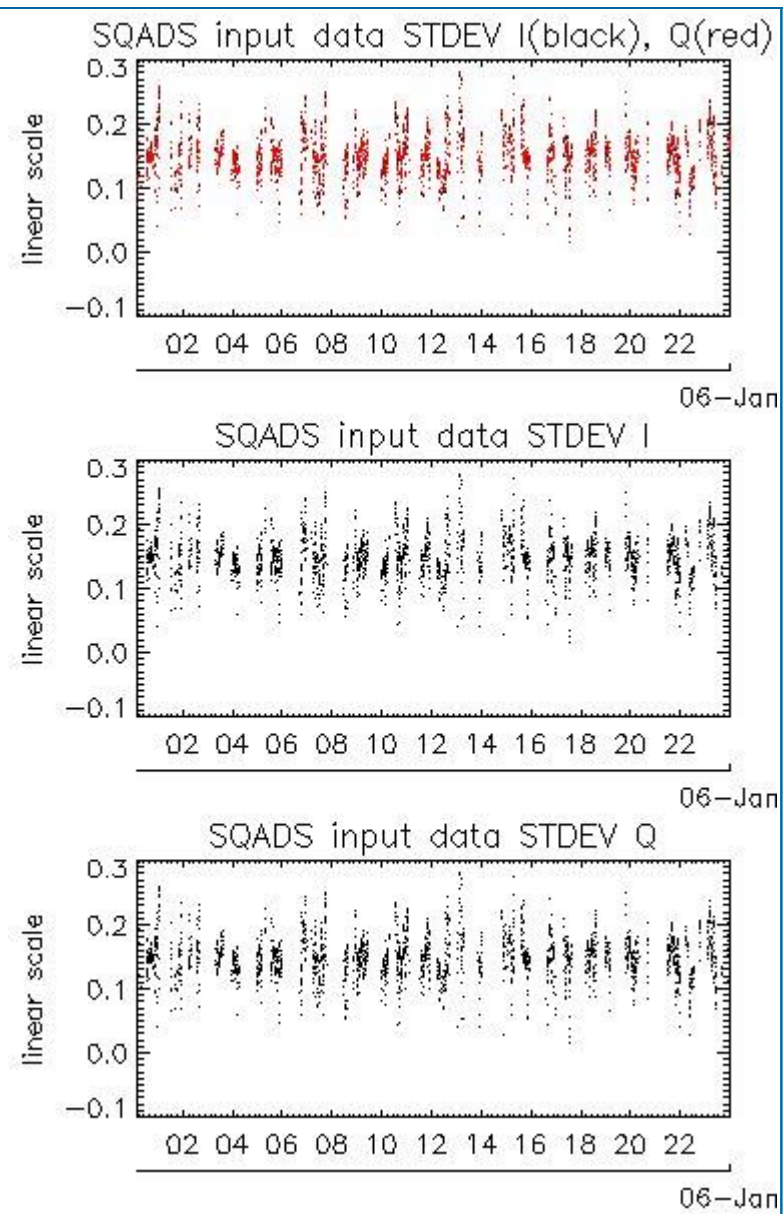 SQADS input data STDEV I(black), Q(red)
0.3
0.2
0.1
0.0
−0.1
linear scale
02 04 06 08 10 12 14 16 18 20 22
06−Jan
SQADS input data STDEV I
0.3
0.2
0.1
0.0
−0.1
linear scale
02 04 06 08 10 12 14 16 18 20 22
06−Jan
SQADS input data STDEV Q
0.3
0.2
0.1
0.0
−0.1
linear scale
02 04 06 08 10 12 14 16 18 20 22
06−Jan